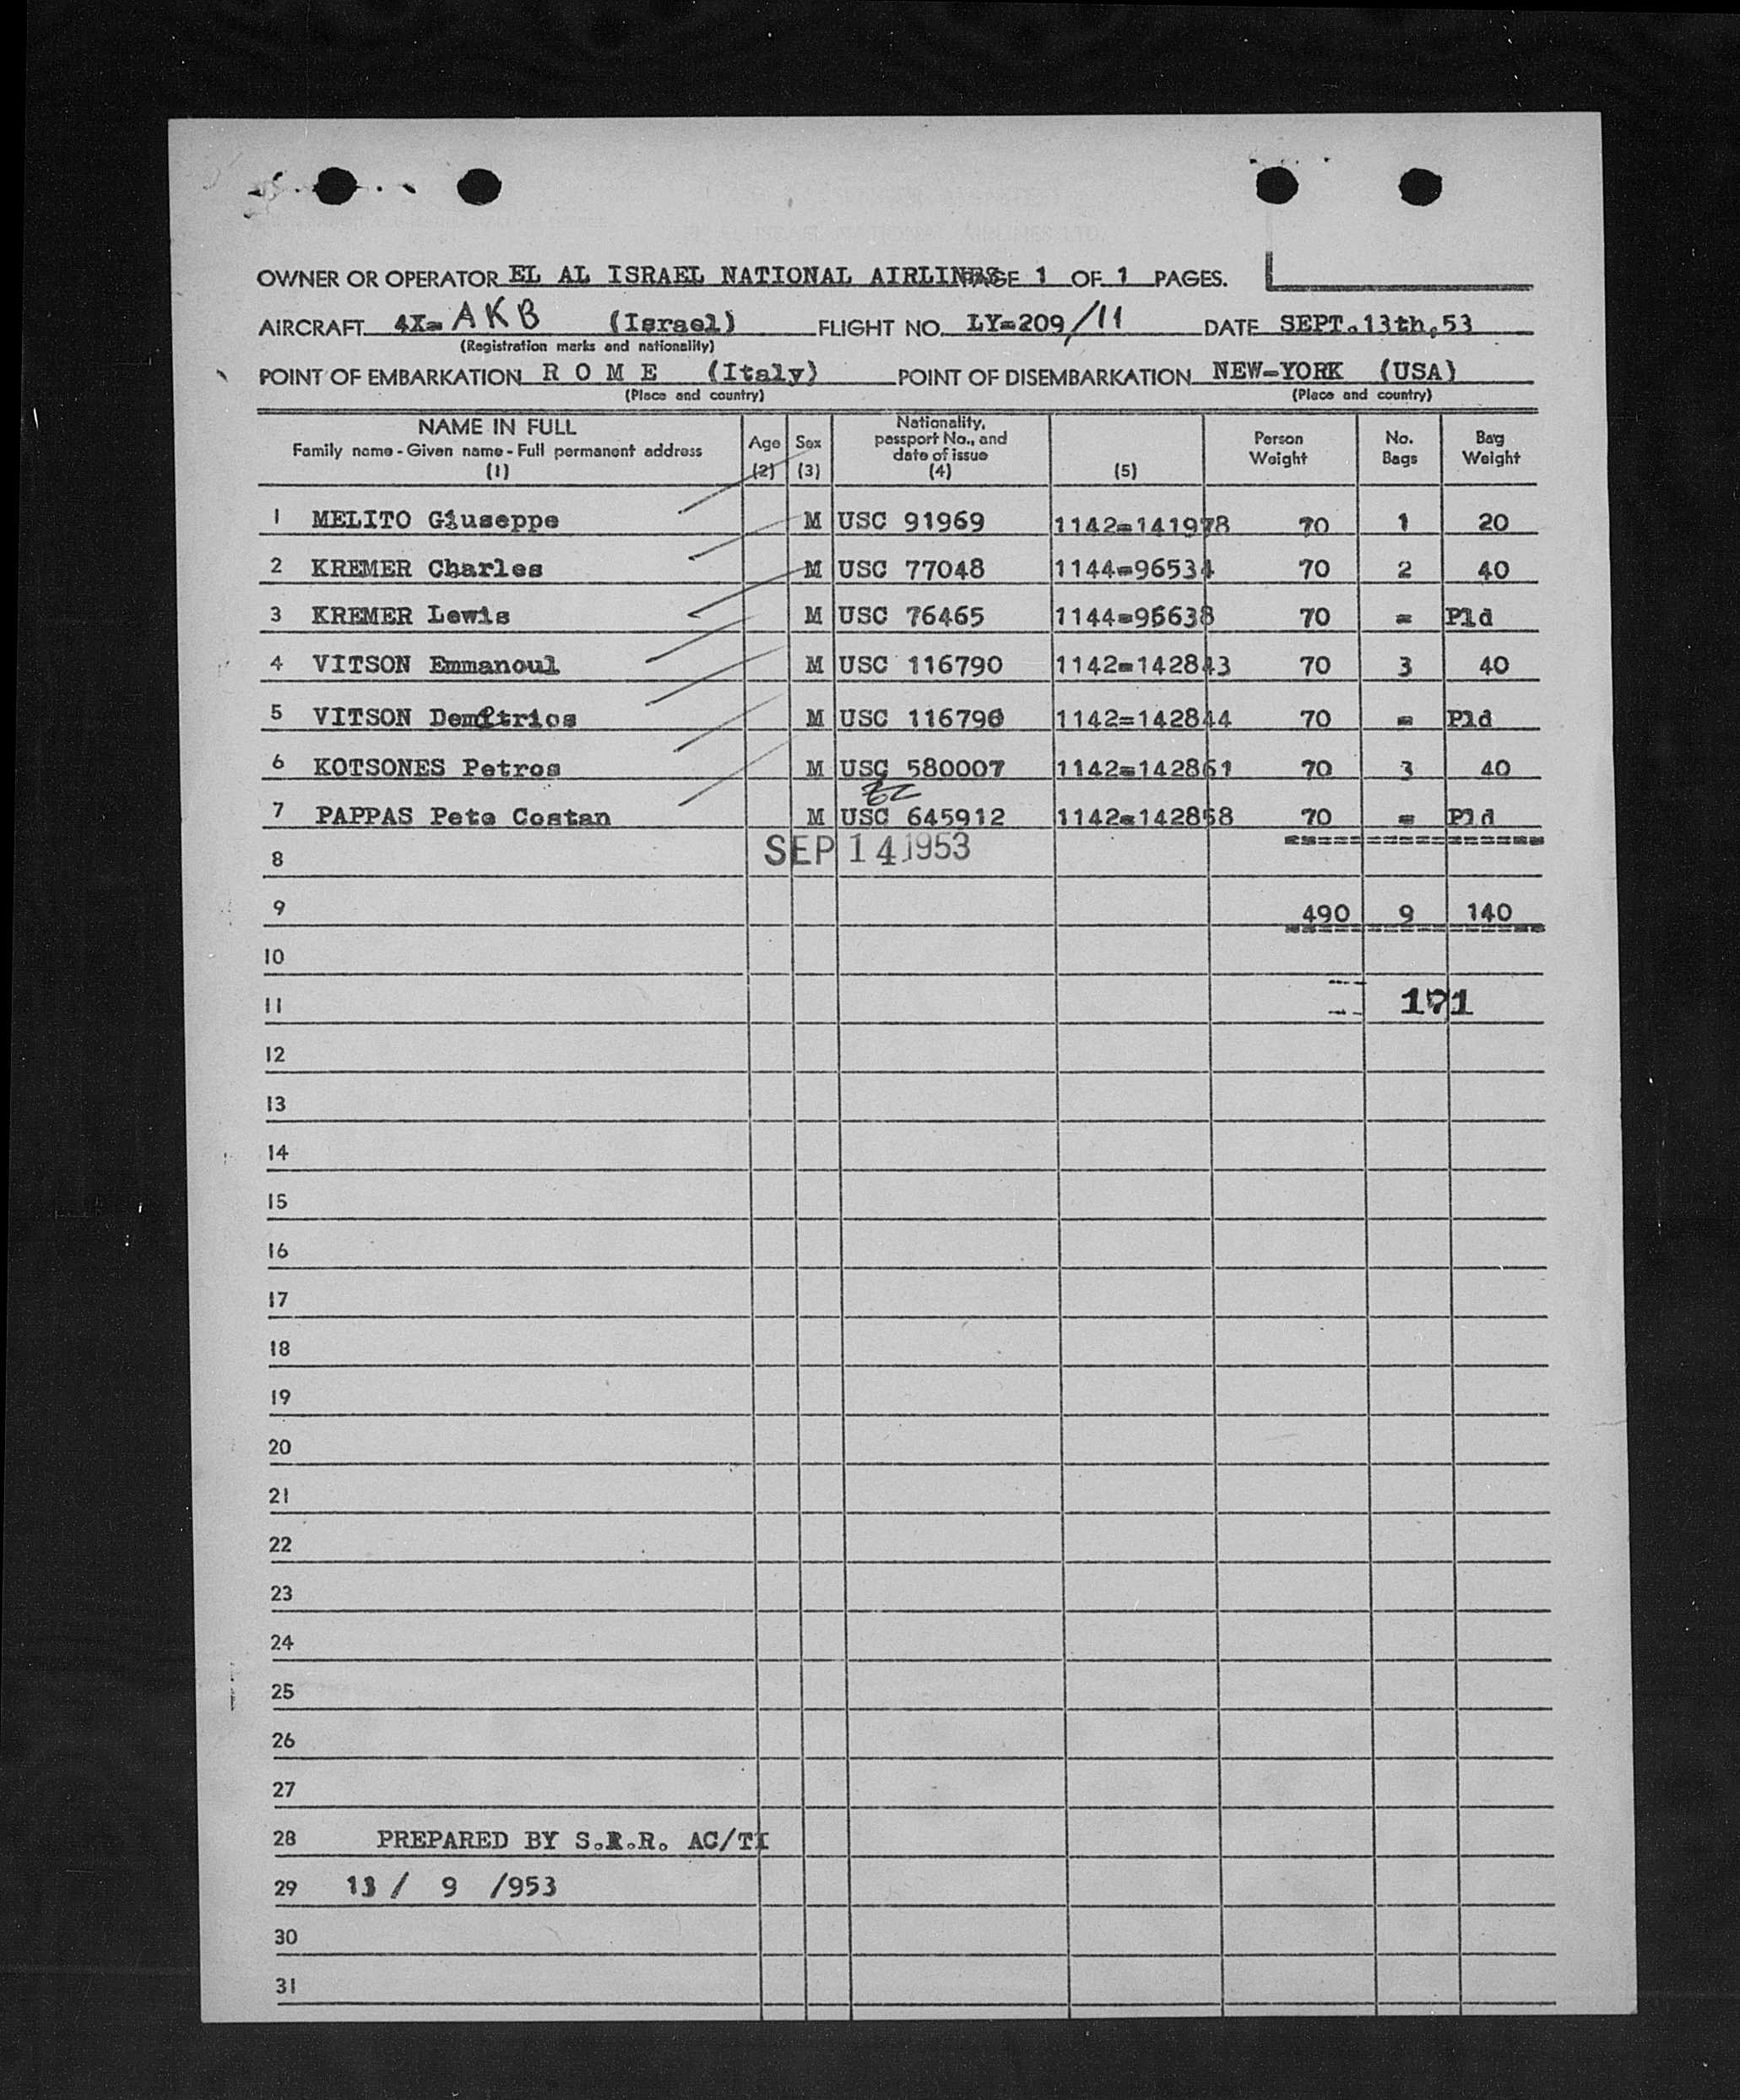 OWNER OR OPERATOR EL AL ISRAEL NATIONAL AIRLINES PAGE 1 OF 1 PAGES.
AIRCRAFT 4X= AKB (Israel) FLIGHT NO. LY=209/11 DATE SEPT.13th,53
(Registration marks and nationality)
POINT OF EMBARKATION R O M E (Italy) POINT OF DISEMBARKATION NEW=YORK (USA)
(Place and country) (Place and country)
NAME IN FULL
Family name - Given name - Full permanent address
(1)
Age
(2)
Sex
(3)
Nationality,
passport No., and
date of issue
(4)
(5)
Person
Weight
No.
Bags
Bag
Weight
1 MELITO Giuseppe M USC 91969 1142=141978 70 1 20
2 KREMER Charles M USC 77048 1144=96534 70 2 40
3 KREMER Lewis M USC 76465 1144=96638 70 = Pld
4 VITSON Emmanoul M USC 116790 1142=142843 70 3 40
5 VITSON Demitrios M USC 116790 1142=142844 70 = Pld
6 KOTSONES Petros M USC 580007 1142=142861 70 3 40
7 PAPPAS Pete Costan M USC 645912 1142=142858 70 = Pld
8 SEP 14 1953
9 490 9 140
10
11 191
12
13
14
15
16
17
18
19
20
21
22
23
24
25
26
27
28 PREPARED BY S.R.R. AC/TI
29 13 / 9 /953
30
31